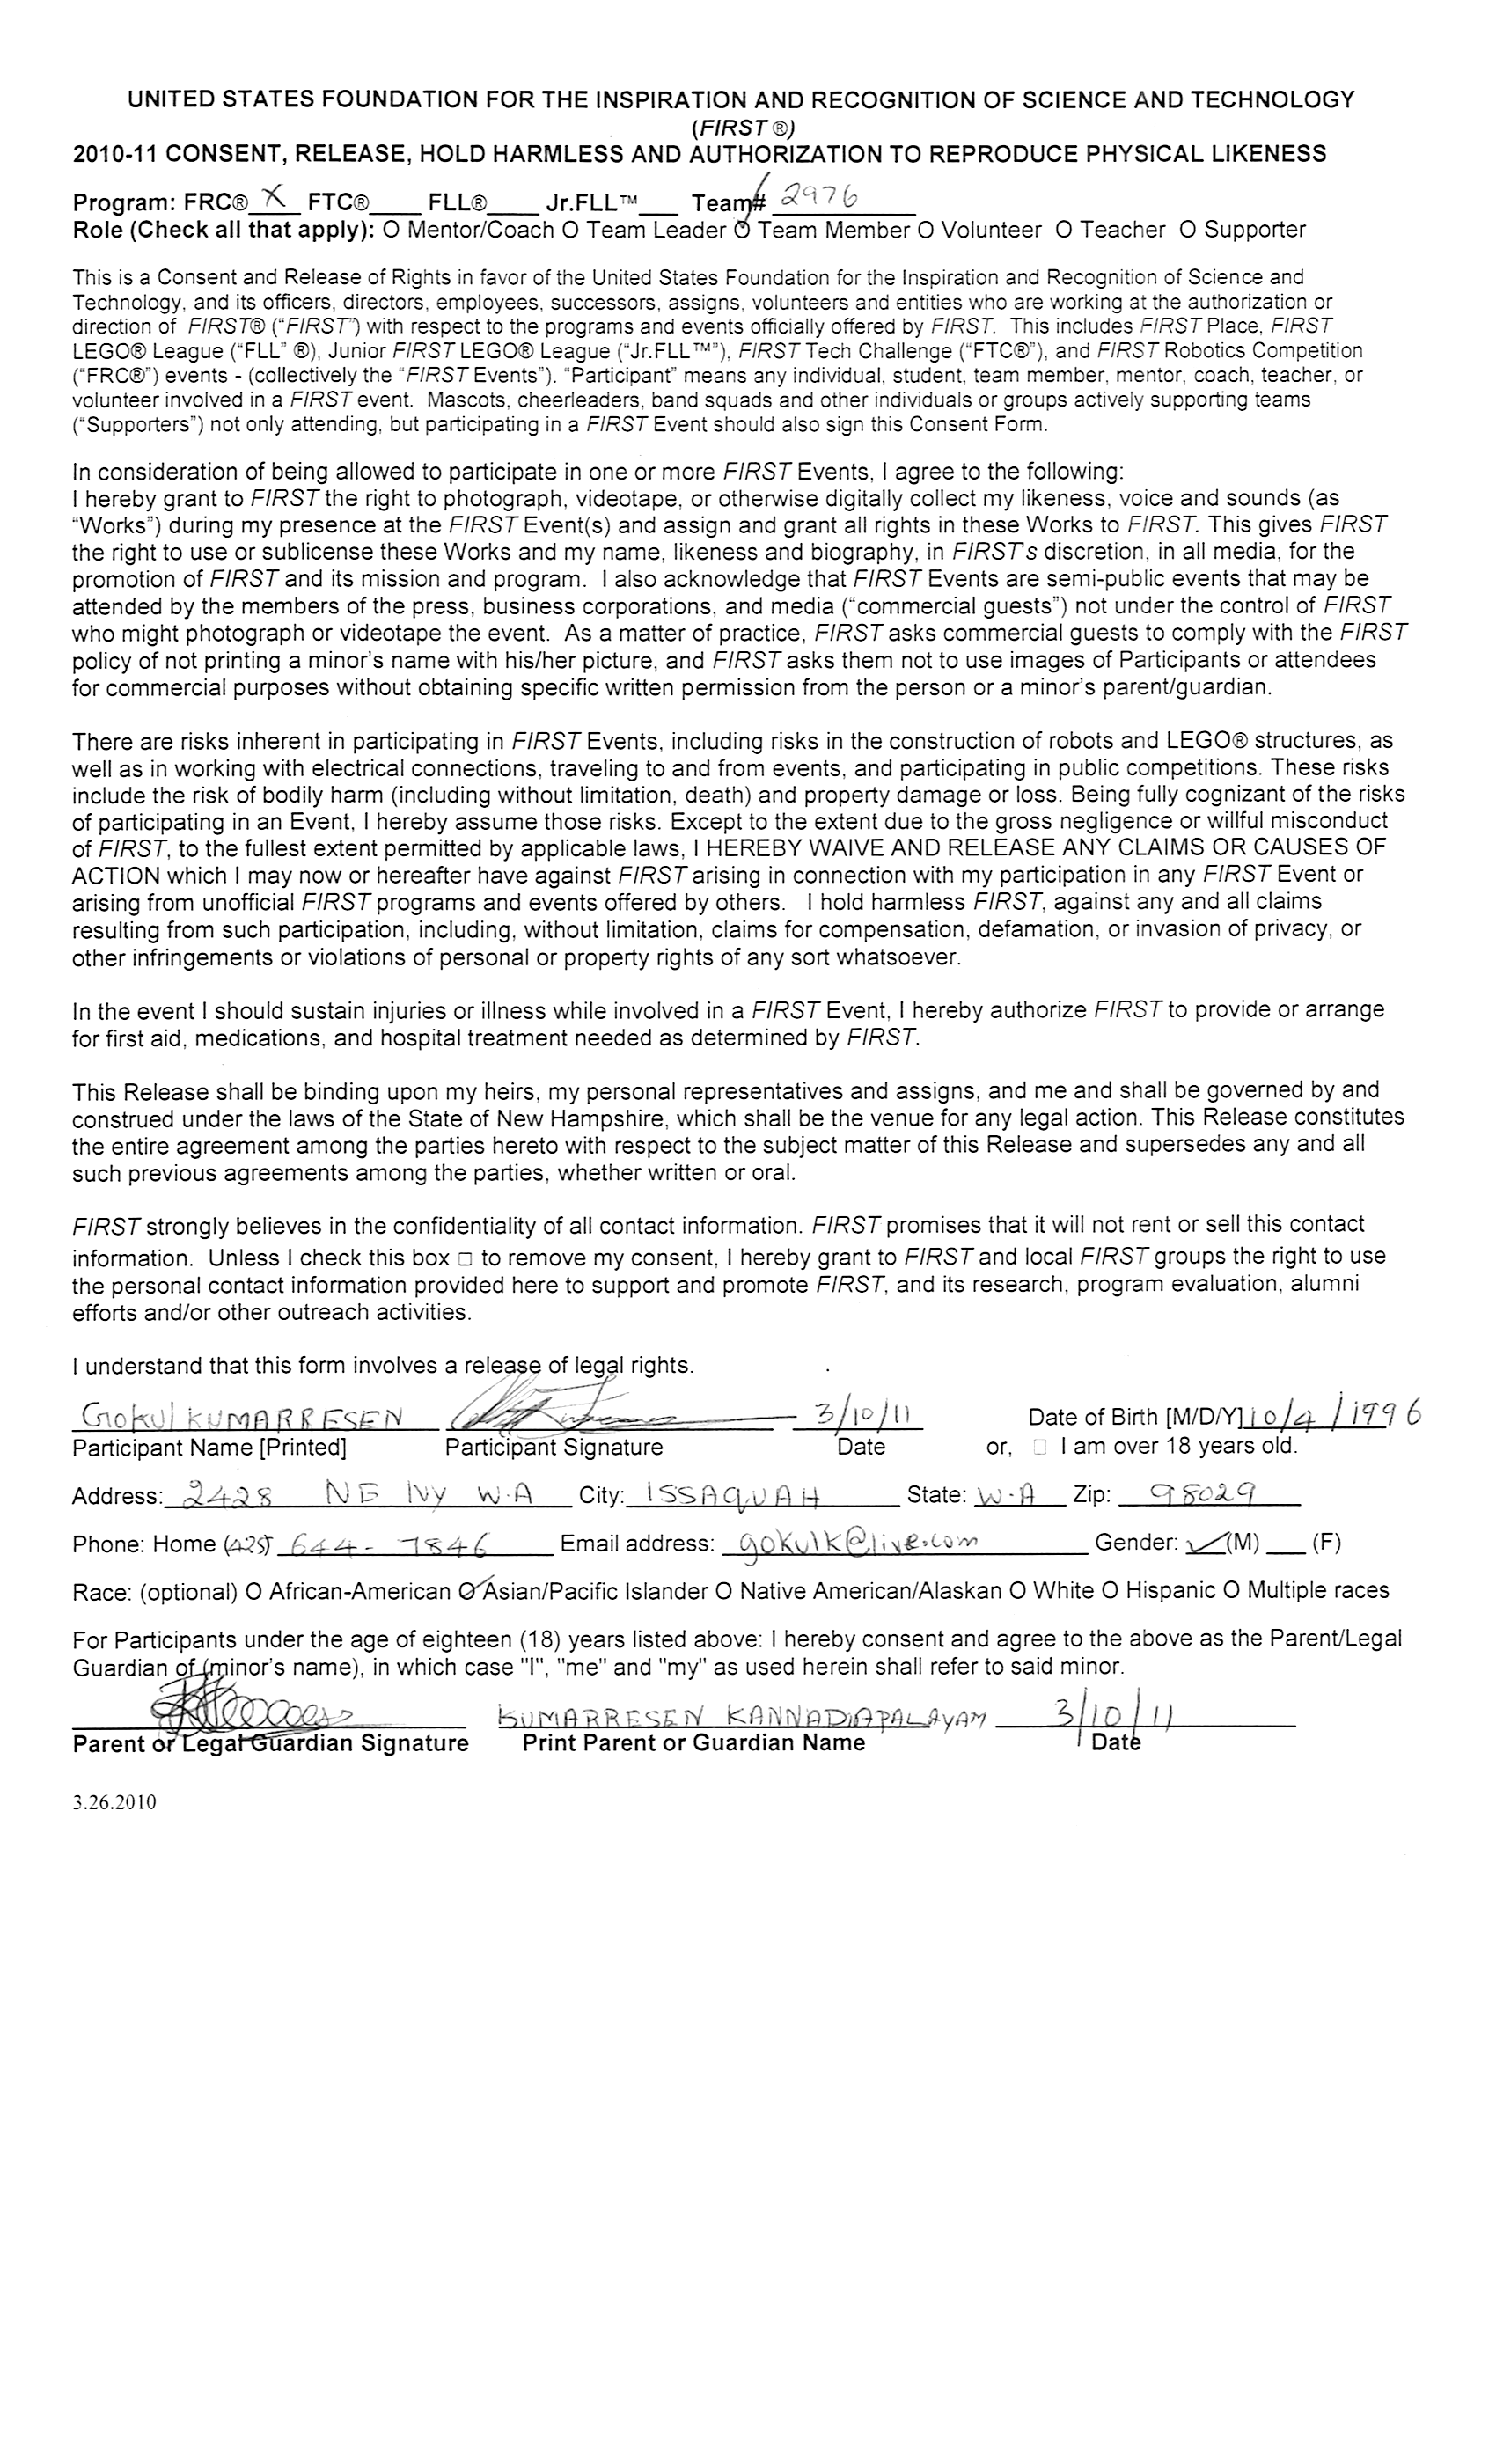 UNITED STATES FOUNDATION FOR THE INSPIRATION AND RECOGNITION OF SCIENCE AND TECHNOLOGY
(FIRST®)
2010-11 CONSENT, RELEASE, HOLD HARMLESS AND AUTHORIZATION TO REPRODUCE PHYSICAL LIKENESS
Program: FRC® X FTC®____ FLL®____ Jr.FLL™___ Team# 2976
Role (Check all that apply): O Mentor/Coach O Team Leader O Team Member O Volunteer O Teacher O Supporter
This is a Consent and Release of Rights in favor of the United States Foundation for the Inspiration and Recognition of Science and
Technology, and its officers, directors, employees, successors, assigns, volunteers and entities who are working at the authorization or
direction of FIRST® ("FIRST") with respect to the programs and events officially offered by FIRST. This includes FIRST Place, FIRST
LEGO® League ("FLL" ®), Junior FIRST LEGO® League ("Jr.FLL™"), FIRST Tech Challenge ("FTC®"), and FIRST Robotics Competition
("FRC®") events - (collectively the "FIRST Events"). "Participant" means any individual, student, team member, mentor, coach, teacher, or
volunteer involved in a FIRST event. Mascots, cheerleaders, band squads and other individuals or groups actively supporting teams
("Supporters") not only attending, but participating in a FIRST Event should also sign this Consent Form.
In consideration of being allowed to participate in one or more FIRST Events, I agree to the following:
I hereby grant to FIRST the right to photograph, videotape, or otherwise digitally collect my likeness, voice and sounds (as
"Works") during my presence at the FIRST Event(s) and assign and grant all rights in these Works to FIRST. This gives FIRST
the right to use or sublicense these Works and my name, likeness and biography, in FIRST's discretion, in all media, for the
promotion of FIRST and its mission and program. I also acknowledge that FIRST Events are semi-public events that may be
attended by the members of the press, business corporations, and media ("commercial guests") not under the control of FIRST
who might photograph or videotape the event. As a matter of practice, FIRST asks commercial guests to comply with the FIRST
policy of not printing a minor's name with his/her picture, and FIRST asks them not to use images of Participants or attendees
for commercial purposes without obtaining specific written permission from the person or a minor's parent/guardian.
There are risks inherent in participating in FIRST Events, including risks in the construction of robots and LEGO® structures, as
well as in working with electrical connections, traveling to and from events, and participating in public competitions. These risks
include the risk of bodily harm (including without limitation, death) and property damage or loss. Being fully cognizant of the risks
of participating in an Event, I hereby assume those risks. Except to the extent due to the gross negligence or willful misconduct
of FIRST, to the fullest extent permitted by applicable laws, I HEREBY WAIVE AND RELEASE ANY CLAIMS OR CAUSES OF
ACTION which I may now or hereafter have against FIRST arising in connection with my participation in any FIRST Event or
arising from unofficial FIRST programs and events offered by others. I hold harmless FIRST, against any and all claims
resulting from such participation, including, without limitation, claims for compensation, defamation, or invasion of privacy, or
other infringements or violations of personal or property rights of any sort whatsoever.
In the event I should sustain injuries or illness while involved in a FIRST Event, I hereby authorize FIRST to provide or arrange
for first aid, medications, and hospital treatment needed as determined by FIRST.
This Release shall be binding upon my heirs, my personal representatives and assigns, and me and shall be governed by and
construed under the laws of the State of New Hampshire, which shall be the venue for any legal action. This Release constitutes
the entire agreement among the parties hereto with respect to the subject matter of this Release and supersedes any and all
such previous agreements among the parties, whether written or oral.
FIRST strongly believes in the confidentiality of all contact information. FIRST promises that it will not rent or sell this contact
information. Unless I check this box □ to remove my consent, I hereby grant to FIRST and local FIRST groups the right to use
the personal contact information provided here to support and promote FIRST, and its research, program evaluation, alumni
efforts and/or other outreach activities.
I understand that this form involves a release of legal rights.
GOKUL KUMARRESEN 3/10/11 Date of Birth [M/D/Y] 10/4/1996
Participant Name [Printed] Participant Signature Date or, □ I am over 18 years old.
Address: 2428 NE IVY W.A City: ISSAQUAH State: W.A Zip: 98029
Phone: Home (425) 644-7846 Email address: gokulk@live.com Gender: ✓(M) ___ (F)
Race: (optional) O African-American O Asian/Pacific Islander O Native American/Alaskan O White O Hispanic O Multiple races
For Participants under the age of eighteen (18) years listed above: I hereby consent and agree to the above as the Parent/Legal
Guardian of (minor's name), in which case "I", "me" and "my" as used herein shall refer to said minor.
KUMARRESEN KANNADIAPALAYAM 3/10/11
Parent or Legal Guardian Signature Print Parent or Guardian Name Date
3.26.2010